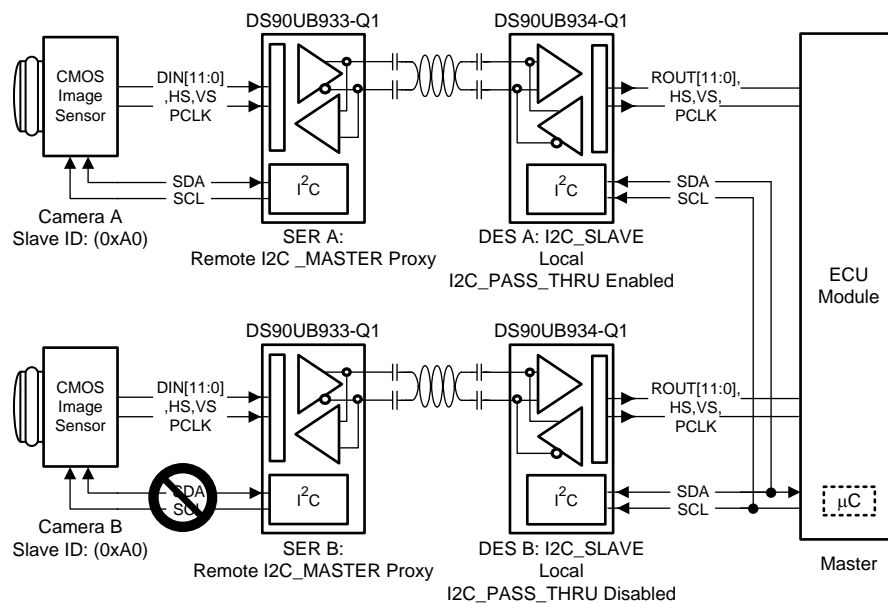 DS90UB933-Q1
DS90UB934-Q1
CMOS
Image
Sensor
DIN[11:0]
,HS,VS
PCLK
ROUT[11:0],
HS,VS,
PCLK
SDA
SCL
I2C
I2C
SDA
SCL
Camera A
Slave ID: (0xA0)
SER A:
Remote I2C _MASTER Proxy
DES A: I2C_SLAVE
Local
I2C_PASS_THRU Enabled
ECU
Module
DS90UB933-Q1
DS90UB934-Q1
CMOS
Image
Sensor
DIN[11:0]
,HS,VS
PCLK
ROUT[11:0],
HS,VS,
PCLK
SDA
SCL
I2C
I2C
SDA
SCL
μC
Camera B
Slave ID: (0xA0)
SER B:
Remote I2C_MASTER Proxy
DES B: I2C_SLAVE
Local
I2C_PASS_THRU Disabled
Master